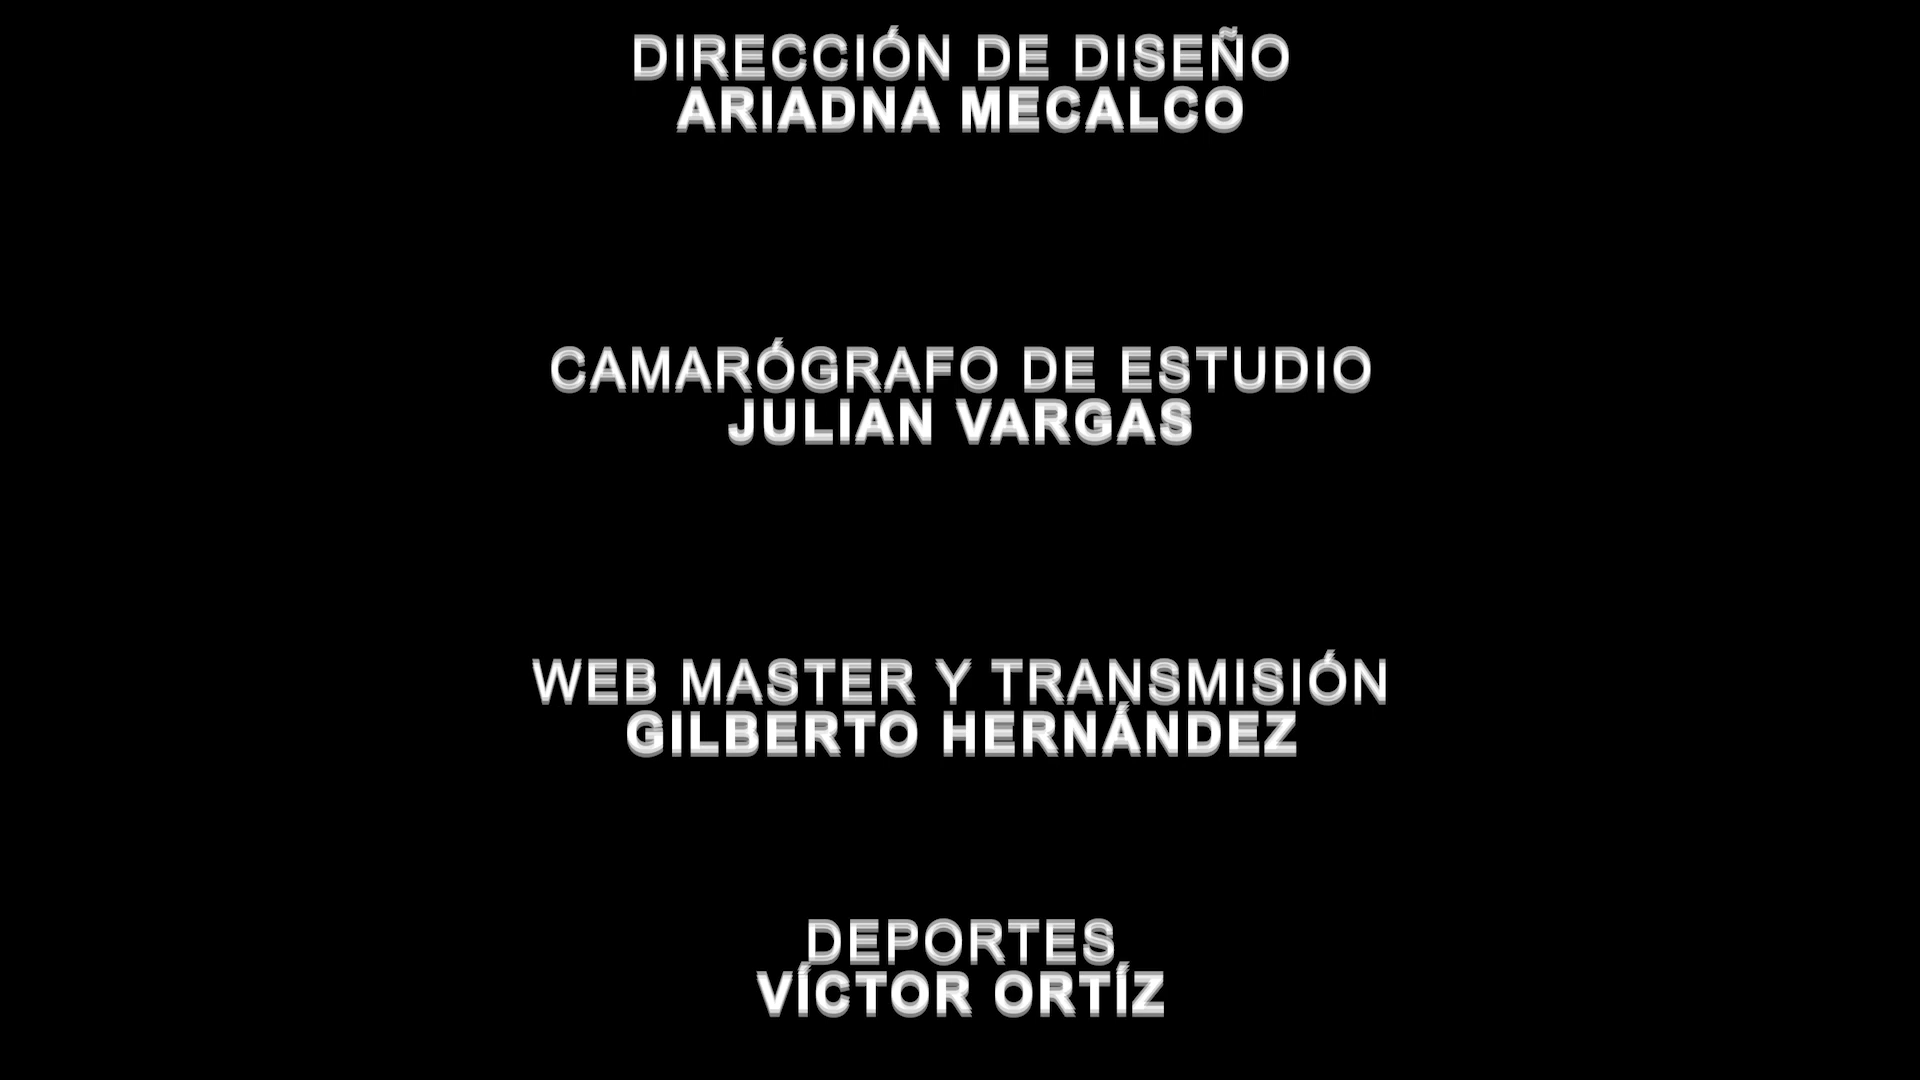 DIRECCIÓN DE DISEÑO
ARIADNA MECALCO
CAMARÓGRAFO DE ESTUDIO
JULIAN VARGAS
WEB MASTER Y TRANSMISIÓN
GILBERTO HERNÁNDEZ
DEPORTES
VÍCTOR ORTÍZ